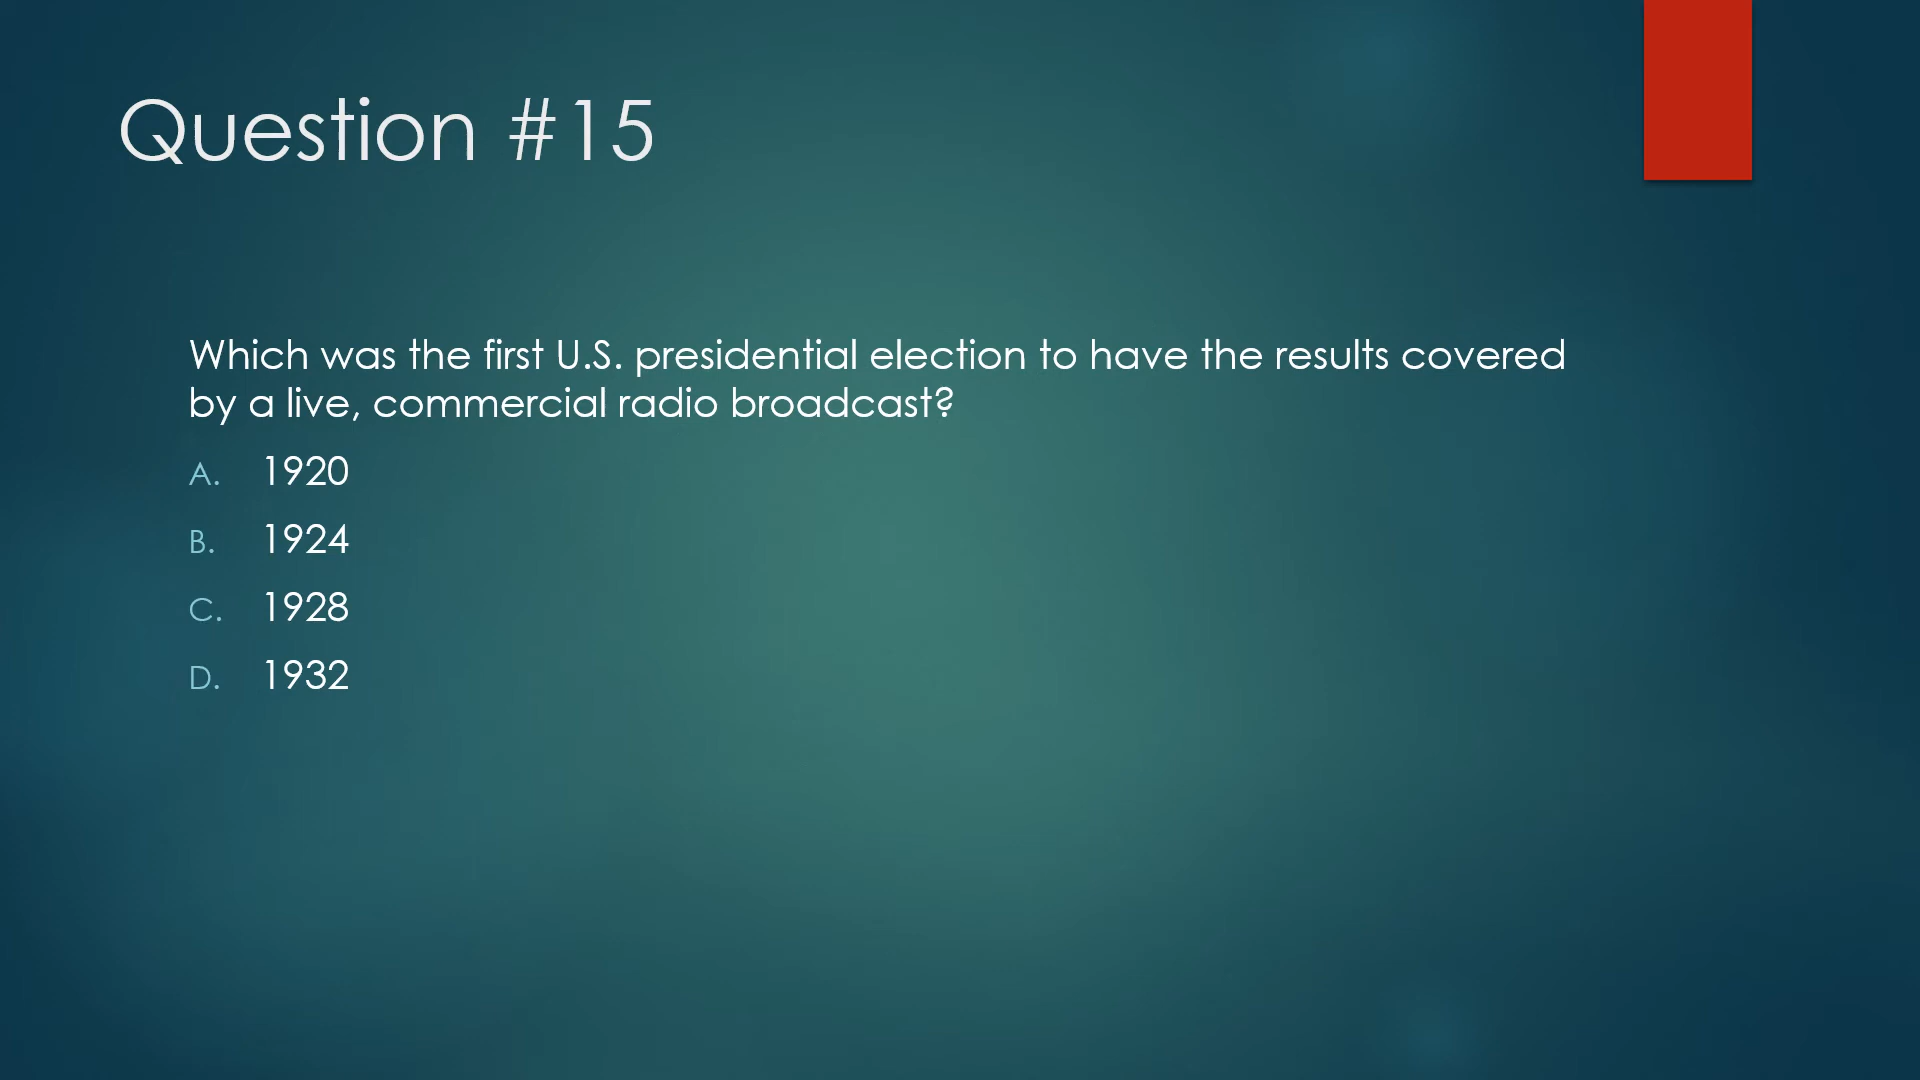 Question #15
Which was the first U.S. presidential election to have the results covered
by a live, commercial radio broadcast?
A. 1920
B. 1924
C. 1928
D. 1932